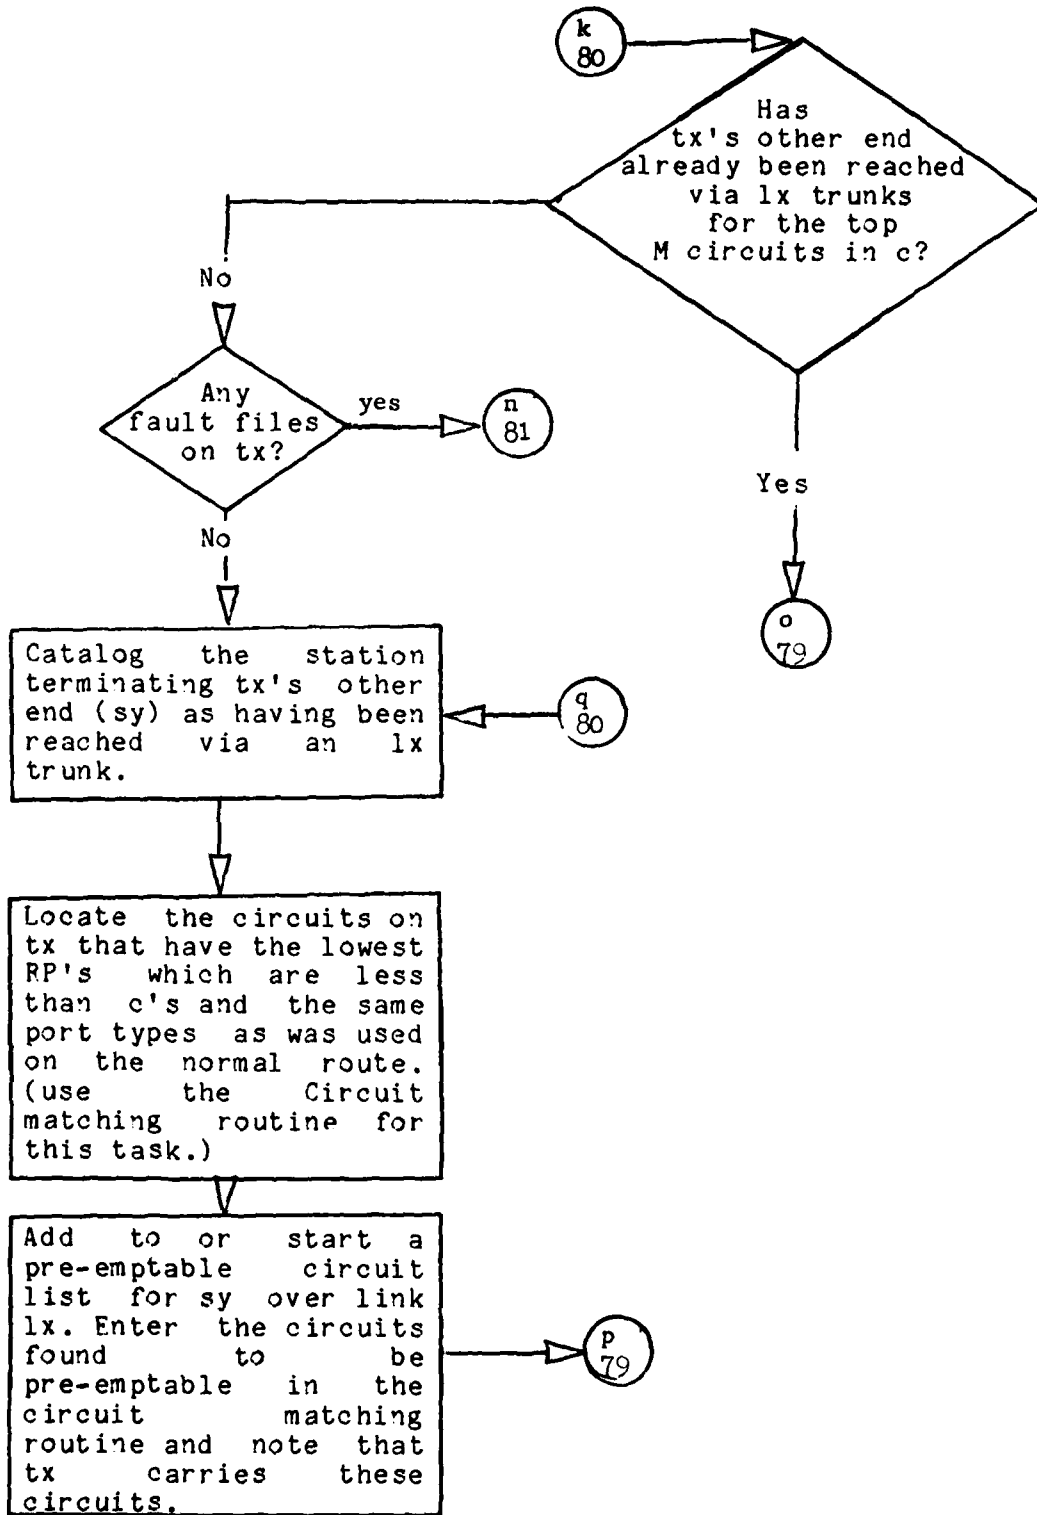 k
80
Has
tx's other end
already been reached
via lx trunks
for the top
M circuits in c?
No
Yes
Any
fault files
on tx?
yes
n
81
No
o
79
Catalog the station
terminating tx's other
end (sy) as having been
reached via an lx
trunk.
q
80
Locate the circuits on
tx that have the lowest
RP's which are less
than c's and the same
port types as was used
on the normal route.
(use the Circuit
matching routine for
this task.)
Add to or start a
pre-emptable circuit
list for sy over link
lx. Enter the circuits
found to be
pre-emptable in the
circuit matching
routine and note that
tx carries these
circuits.
p
79